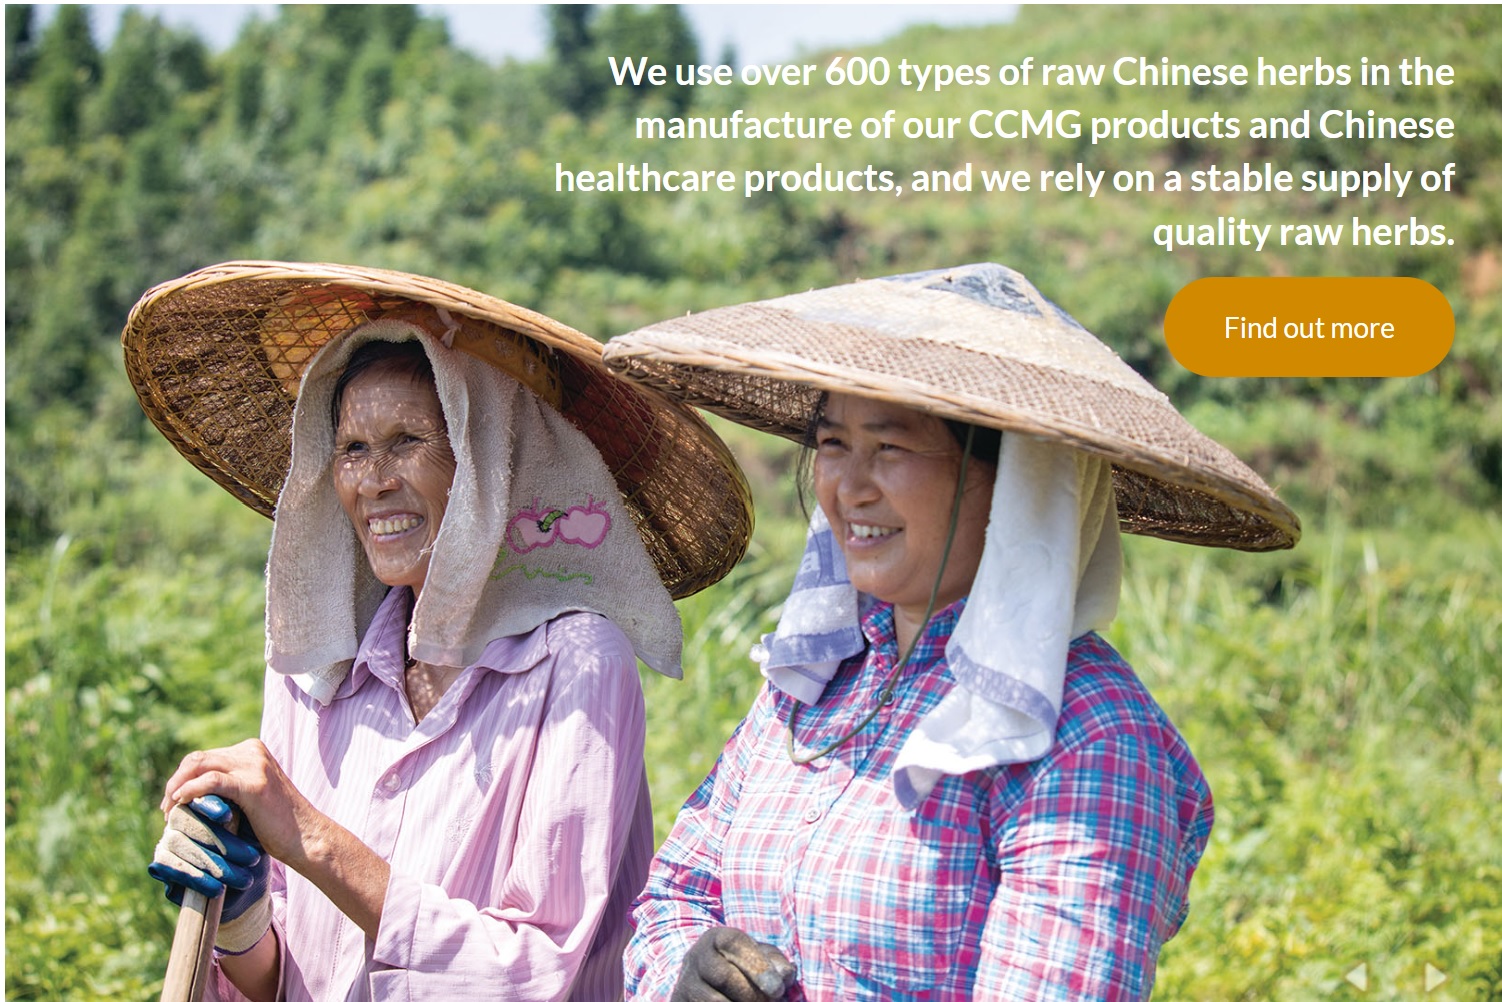 We use over 600 types of raw Chinese herbs in the
manufacture of our CCMG products and Chinese
healthcare products, and we rely on a stable supply of
quality raw herbs.
Find out more